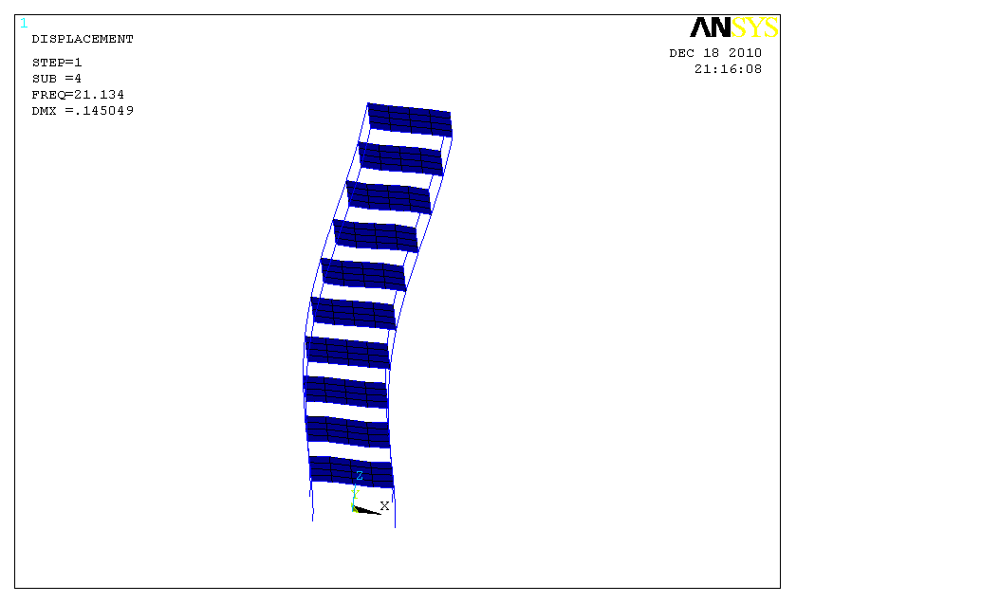 1
ANSYS
DISPLACEMENT
DEC 18 2010
21:16:08
STEP=1
SUB =4
FREQ=21.134
DMX =.145049
Z
Y
X